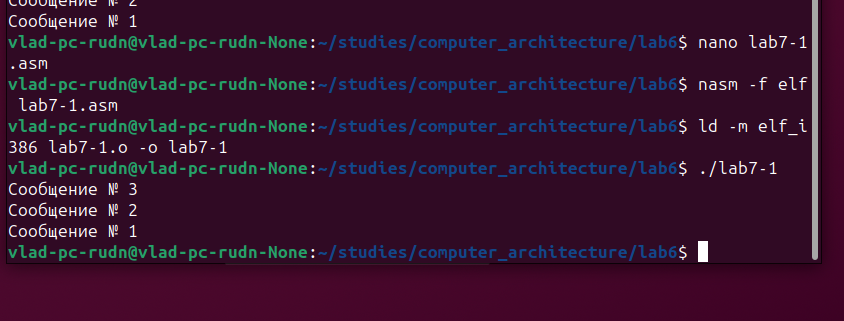 Сообщение № 2
Сообщение № 1
vlad-pc-rudn@vlad-pc-rudn-None:~/studies/computer_architecture/lab6$ nano lab7-1
.asm
vlad-pc-rudn@vlad-pc-rudn-None:~/studies/computer_architecture/lab6$ nasm -f elf
 lab7-1.asm
vlad-pc-rudn@vlad-pc-rudn-None:~/studies/computer_architecture/lab6$ ld -m elf_i
386 lab7-1.o -o lab7-1
vlad-pc-rudn@vlad-pc-rudn-None:~/studies/computer_architecture/lab6$ ./lab7-1
Сообщение № 3
Сообщение № 2
Сообщение № 1
vlad-pc-rudn@vlad-pc-rudn-None:~/studies/computer_architecture/lab6$